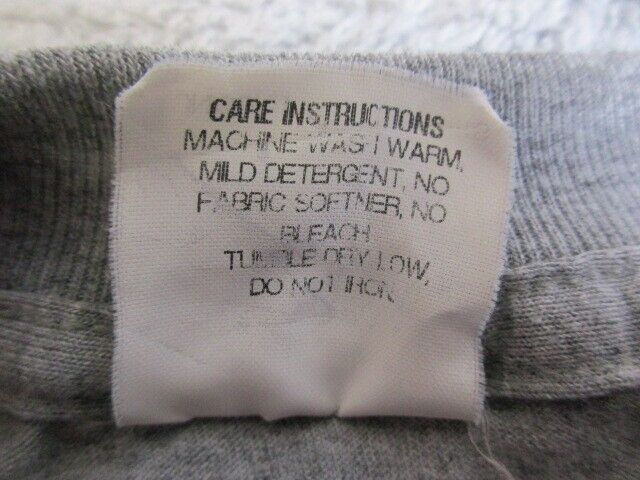 CARE INSTRUCTIONS
MACHINE WASH WARM,
MILD DETERGENT, NO
FABRIC SOFTNER, NO
BLEACH
TUMBLE DRY LOW,
DO NOT IRON